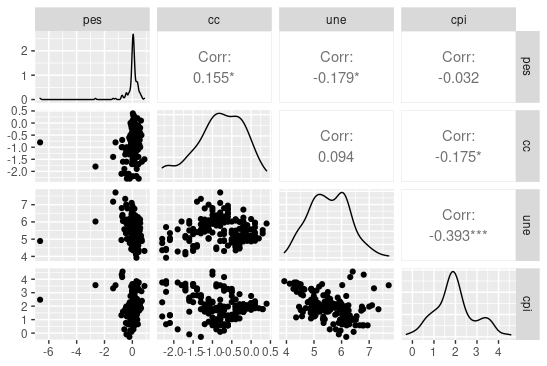 pes cc une cpi
2
1
0
Corr:
0.155*
Corr:
-0.179*
Corr:
-0.032
pes
0.5
0.0
-0.5
-1.0
-1.5
-2.0
Corr:
0.094
Corr:
-0.175*
cc
7
6
5
4
Corr:
-0.393***
une
4
3
2
1
0
cpi
-6 -4 -2 0
-2.0 -1.5 -1.0 -0.5 0.0 0.5
4 5 6 7
0 1 2 3 4